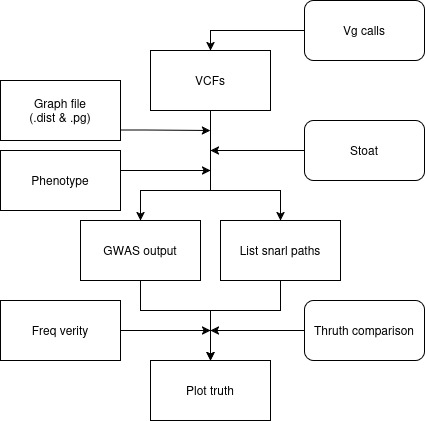 Vg calls
VCFs
Graph file
(.dist & .pg)
Stoat
Phenotype
GWAS output
List snarl paths
Freq verity
Thruth comparison
Plot truth